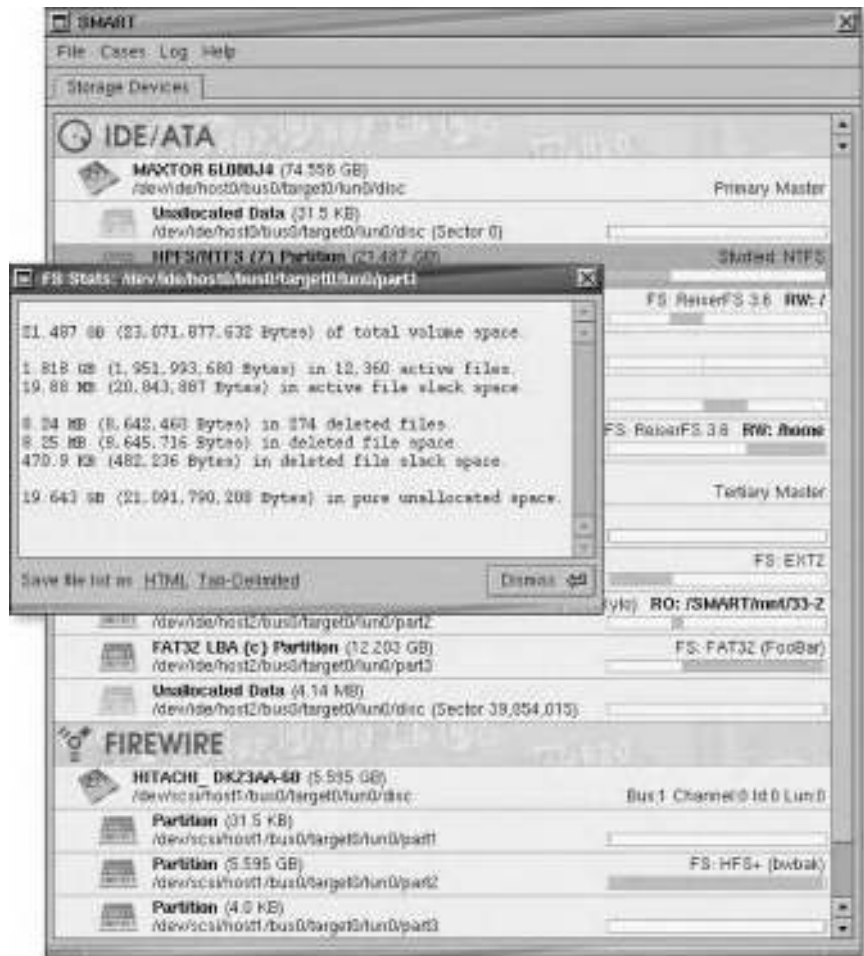 SMART
File Cases Log Help
Storage Devices
IDE/ATA
MAXTOR 6L080J4 (74.556 GB)
/dev/ide/host0/bus0/target0/lun0/disc
Primary Master
Unallocated Data (31.5 KB)
/dev/ide/host0/bus0/target0/lun0/disc (Sector 0)
HPFS/NTFS (7) Partition (21.487 GB)
Studied: NTFS
FS Stats: /dev/ide/host0/bus0/target0/lun0/part1
21.487 GB (23,071,877,632 Bytes) of total volume space.
1.818 GB (1,951,993,680 Bytes) in 12,360 active files.
19.88 MB (20,843,887 Bytes) in active file slack space.
8.24 MB (8,642,460 Bytes) in 274 deleted files.
8.25 MB (8,645,716 Bytes) in deleted file space.
470.9 KB (482,236 Bytes) in deleted file slack space.
19.643 GB (21,091,790,208 Bytes) in pure unallocated space.
Save file list as: HTML, Tab-Delimited
Dismiss
FS: ReiserFS 3.6 RW: /
FS: ReiserFS 3.6 RW: /home
Tertiary Master
FS: EXT2
RO: /SMART/mnt/33-2
/dev/ide/host2/bus0/target0/lun0/part2
FAT32 LBA (c) Partition (12.203 GB)
/dev/ide/host2/bus0/target0/lun0/part3
FS: FAT32 (FooBar)
Unallocated Data (4.14 MB)
/dev/ide/host2/bus0/target0/lun0/disc (Sector 39,854,015)
FIREWIRE
HITACHI_ DK23AA-60 (5.595 GB)
/dev/scsi/host1/bus0/target0/lun0/disc
Bus:1 Channel:0 Id:0 Lun:0
Partition (31.5 KB)
/dev/scsi/host1/bus0/target0/lun0/part1
Partition (5.595 GB)
/dev/scsi/host1/bus0/target0/lun0/part2
FS: HFS+ (bwbak)
Partition (4.0 KB)
/dev/scsi/host1/bus0/target0/lun0/part3